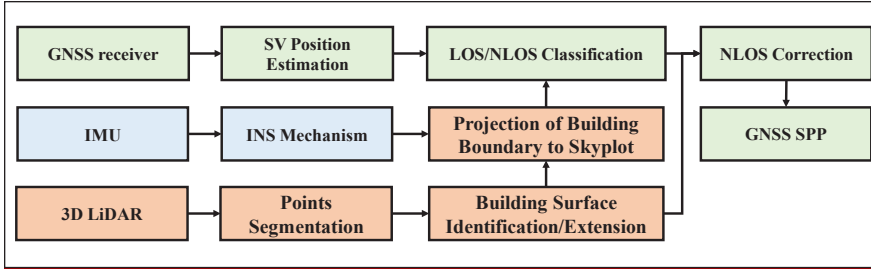 GNSS receiver
SV Position
Estimation
LOS/NLOS Classification
NLOS Correction
IMU
INS Mechanism
Projection of Building
Boundary to Skyplot
GNSS SPP
3D LiDAR
Points
Segmentation
Building Surface
Identification/Extension